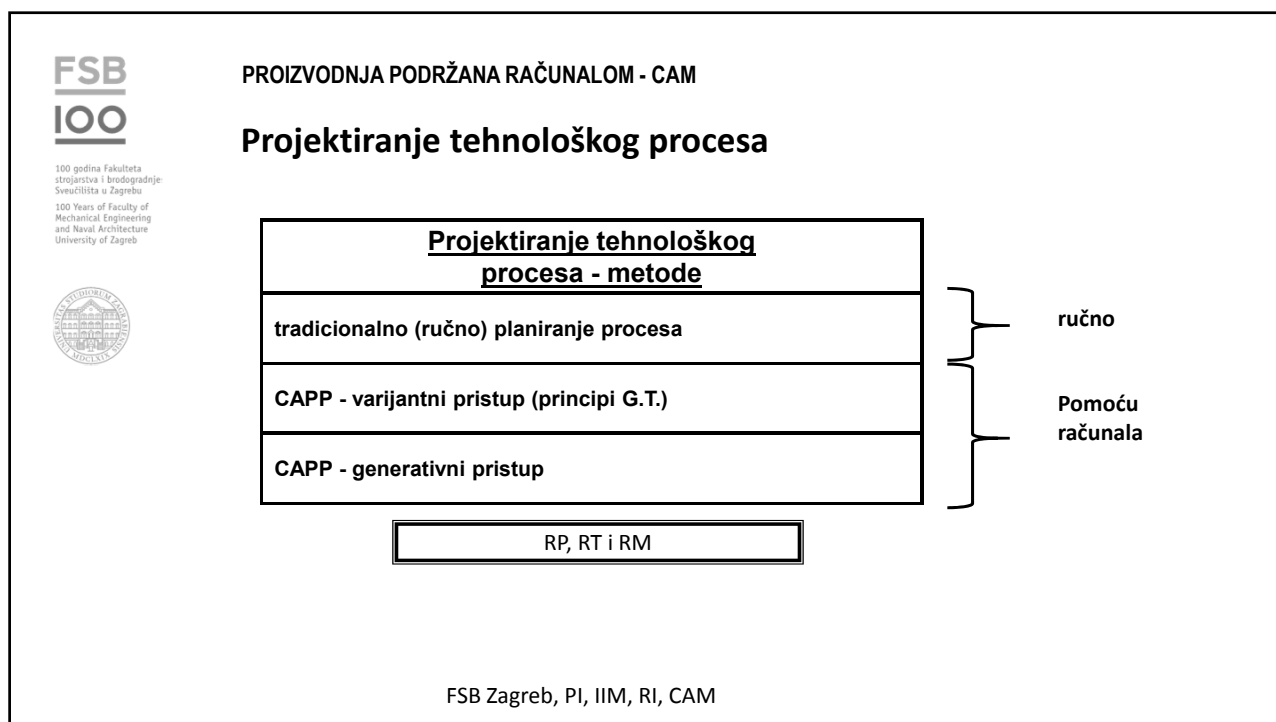 FSB
100
100 godina Fakulteta
strojarstva i brodogradnje
Sveučilišta u Zagrebu
100 Years of Faculty of
Mechanical Engineering
and Naval Architecture
University of Zagreb
PROIZVODNJA PODRŽANA RAČUNALOM - CAM
Projektiranje tehnološkog procesa
Projektiranje tehnološkog
procesa - metode
tradicionalno (ručno) planiranje procesa
ručno
CAPP - varijantni pristup (principi G.T.)
Pomoću
računala
CAPP - generativni pristup
RP, RT i RM
FSB Zagreb, PI, IIM, RI, CAM